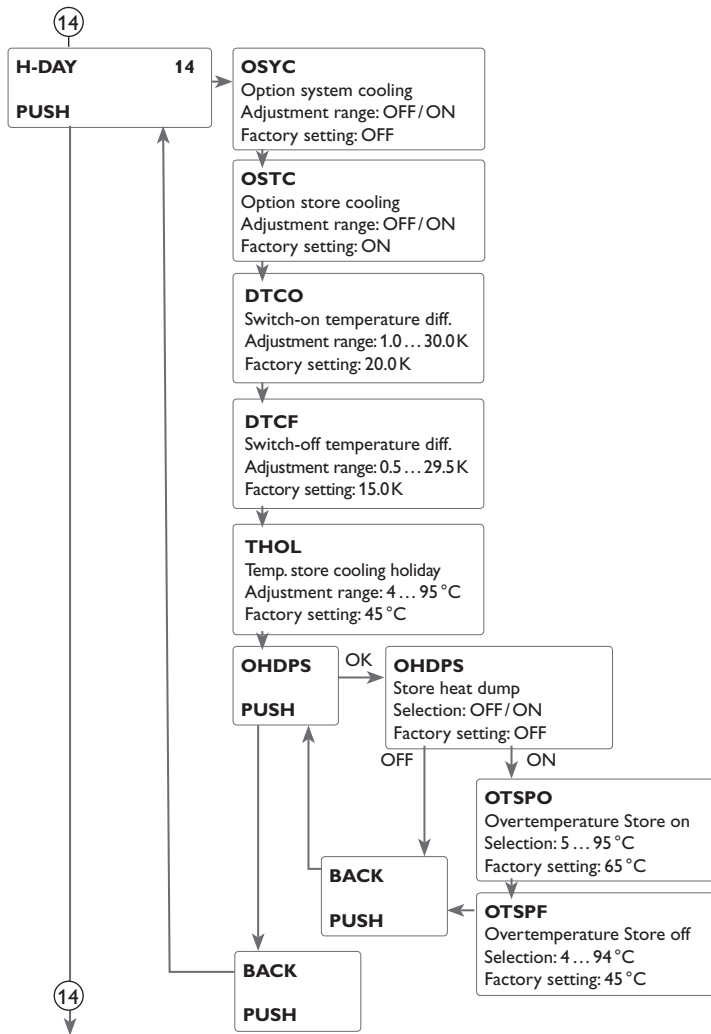 14
H-DAY 14
PUSH
OSYC
Option system cooling
Adjustment range: OFF/ON
Factory setting: OFF
OSTC
Option store cooling
Adjustment range: OFF/ON
Factory setting: ON
DTCO
Switch-on temperature diff.
Adjustment range: 1.0 … 30.0 K
Factory setting: 20.0 K
DTCF
Switch-off temperature diff.
Adjustment range: 0.5 … 29.5 K
Factory setting: 15.0 K
THOL
Temp. store cooling holiday
Adjustment range: 4 … 95 °C
Factory setting: 45 °C
OHDPS
PUSH
OK
OHDPS
Store heat dump
Selection: OFF/ON
Factory setting: OFF
OFF
ON
OTSPO
Overtemperature Store on
Selection: 5 … 95 °C
Factory setting: 65 °C
OTSPF
Overtemperature Store off
Selection: 4 … 94 °C
Factory setting: 45 °C
BACK
PUSH
BACK
PUSH
14